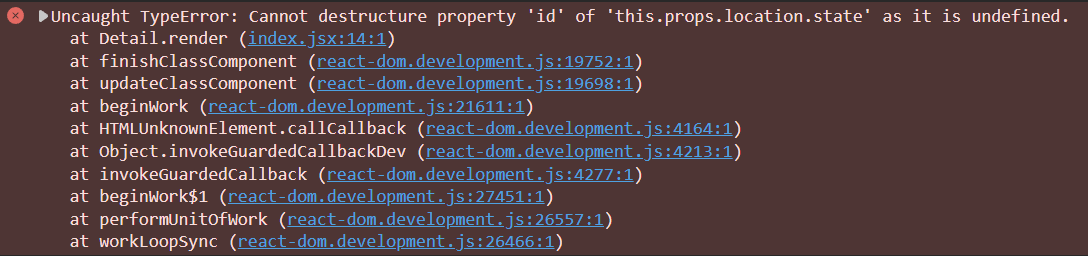 Uncaught TypeError: Cannot destructure property 'id' of 'this.props.location.state' as it is undefined.
at Detail.render (index.jsx:14:1)
at finishClassComponent (react-dom.development.js:19752:1)
at updateClassComponent (react-dom.development.js:19698:1)
at beginWork (react-dom.development.js:21611:1)
at HTMLUnknownElement.callCallback (react-dom.development.js:4164:1)
at Object.invokeGuardedCallbackDev (react-dom.development.js:4213:1)
at invokeGuardedCallback (react-dom.development.js:4277:1)
at beginWork$1 (react-dom.development.js:27451:1)
at performUnitOfWork (react-dom.development.js:26557:1)
at workLoopSync (react-dom.development.js:26466:1)